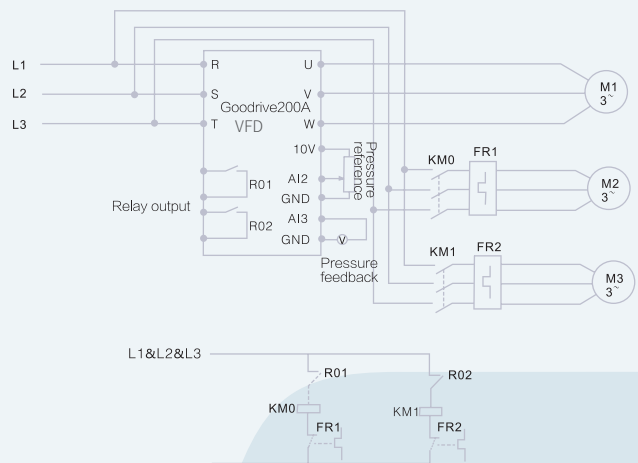 L1
L2
L3
R
S
T
U
V
W
Goodrive200A
VFD
10V
AI2
GND
AI3
GND
Pressure
reference
R01
R02
Relay output
V
Pressure
feedback
KM0
FR1
KM1
FR2
M1
3~
M2
3~
M3
3~
L1&L2&L3
R01
R02
KM0
KM1
FR1
FR2